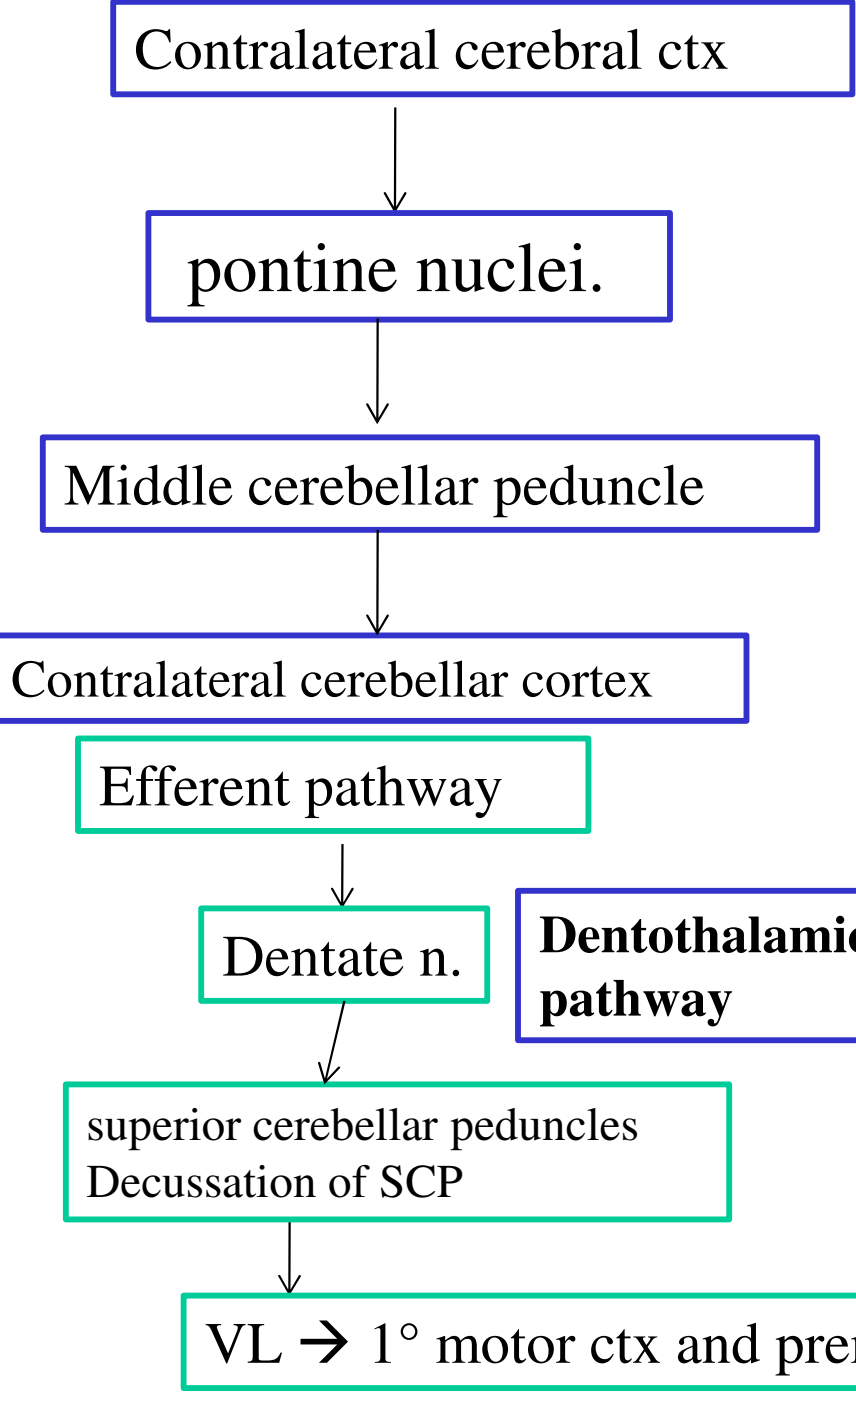 Contralateral cerebral ctx
pontine nuclei.
Middle cerebellar peduncle
Contralateral cerebellar cortex
Efferent pathway
Dentate n.
Dentothalamic
pathway
superior cerebellar peduncles
Decussation of SCP
VL → 1° motor ctx and